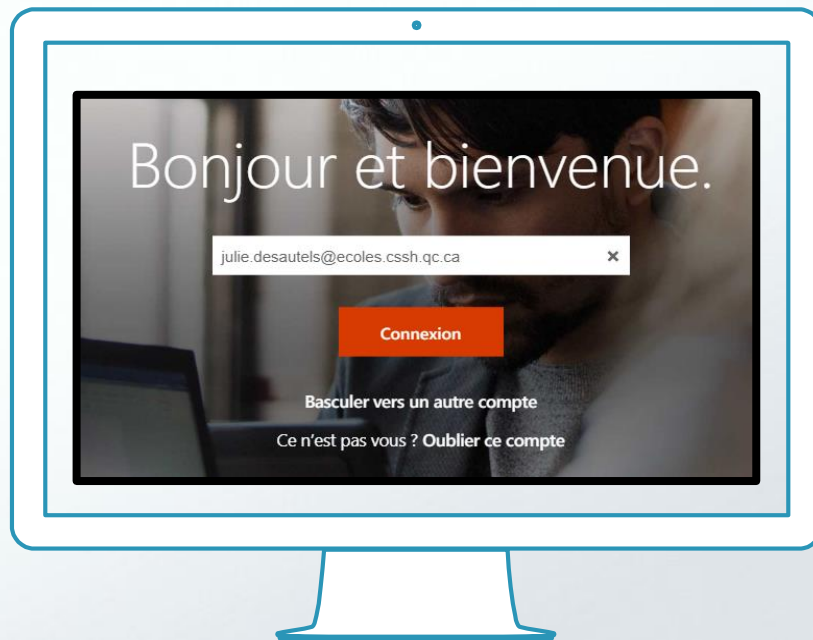 Bonjour et bienvenue.
julie.desautels@ecoles.cssh.qc.ca
Connexion
Basculer vers un autre compte
Ce n'est pas vous ? Oublier ce compte